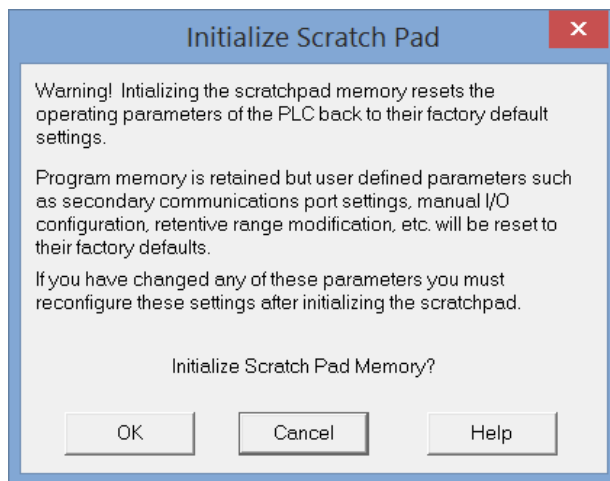 Initialize Scratch Pad
Warning! Intializing the scratchpad memory resets the
operating parameters of the PLC back to their factory default
settings.
Program memory is retained but user defined parameters such
as secondary communications port settings, manual I/O
configuration, retentive range modification, etc. will be reset to
their factory defaults.
If you have changed any of these parameters you must
reconfigure these settings after initializing the scratchpad.
Initialize Scratch Pad Memory?
OK Cancel Help